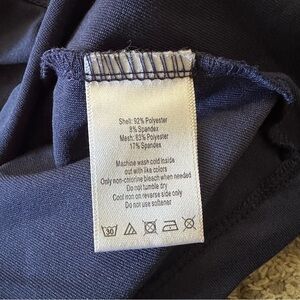 Shell: 92% Polyester
8% Spandex
Mesh: 83% Polyester
17% Spandex
Machine wash cold inside
out with like colors
Only non-chlorine bleach when needed
Do not tumble dry
Cool iron on reverse side only
Do not use softener
30